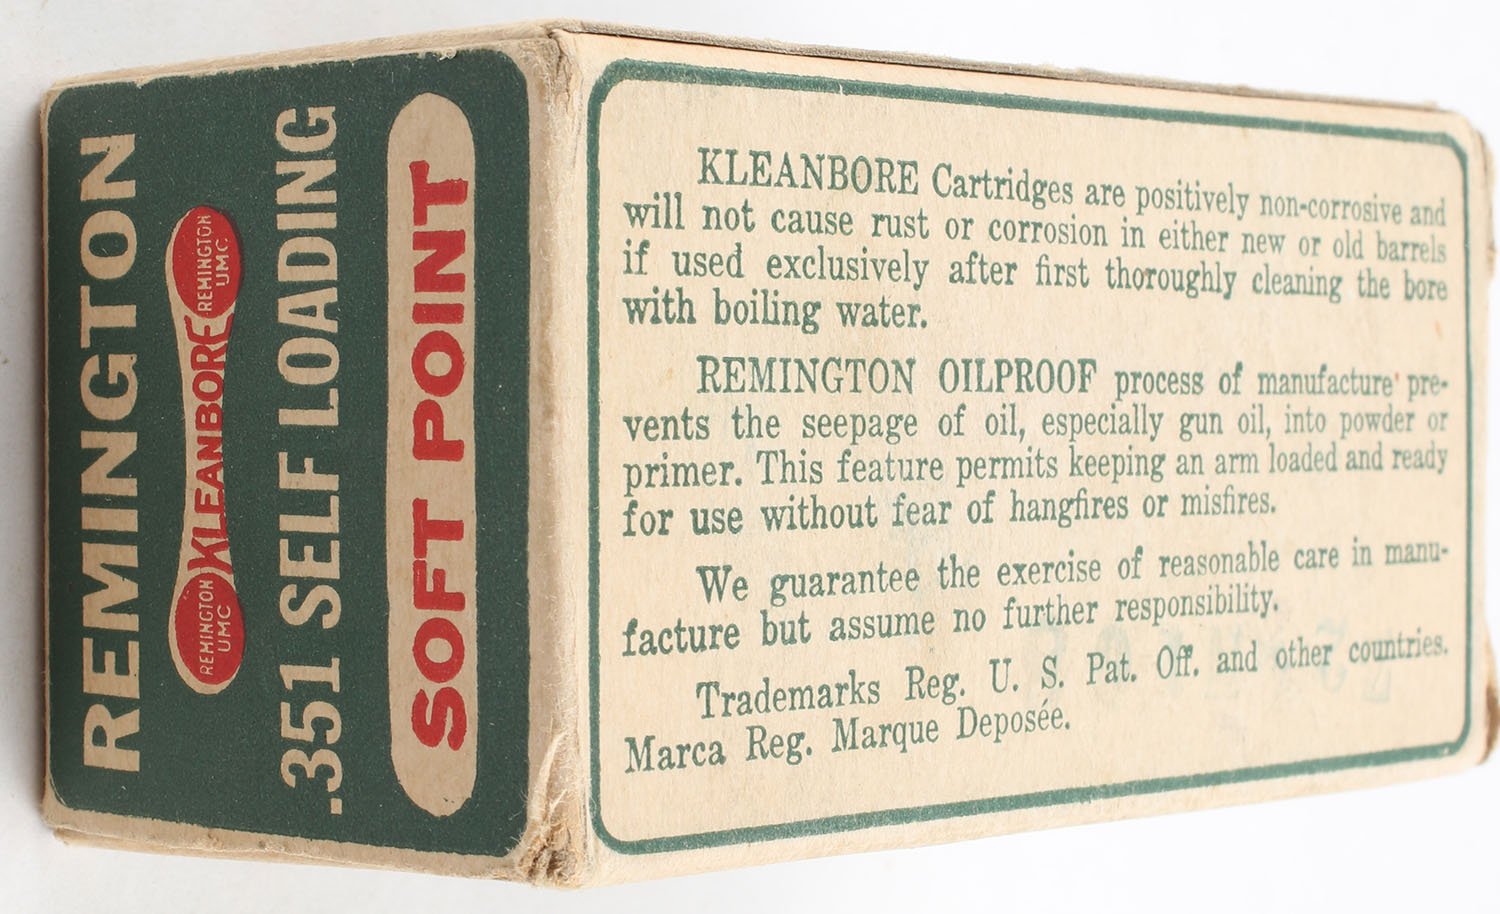 REMINGTON
REMINGTON
UMC
KLEANBORE
REMINGTON
UMC
.351 SELF LOADING
SOFT POINT
KLEANBORE Cartridges are positively non-corrosive and
will not cause rust or corrosion in either new or old barrels
if used exclusively after first thoroughly cleaning the bore
with boiling water.
REMINGTON OILPROOF process of manufacture pre-
vents the seepage of oil, especially gun oil, into powder or
primer. This feature permits keeping an arm loaded and ready
for use without fear of hangfires or misfires.
We guarantee the exercise of reasonable care in manu-
facture but assume no further responsibility.
Trademarks Reg. U. S. Pat. Off. and other countries.
Marca Reg. Marque Deposée.